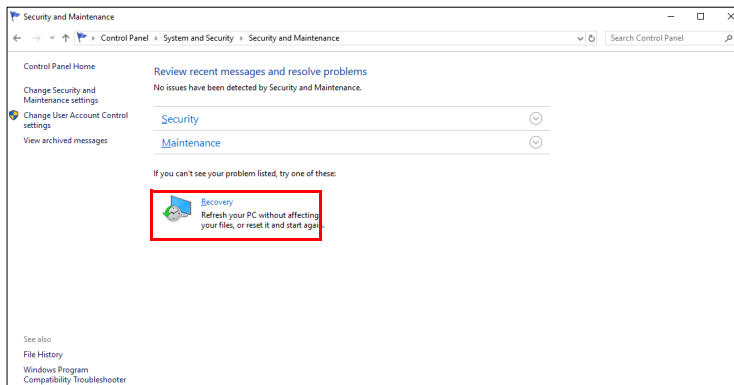 Security and Maintenance
Control Panel > System and Security > Security and Maintenance
Search Control Panel
Control Panel Home
Change Security and
Maintenance settings
Change User Account Control
settings
View archived messages
Review recent messages and resolve problems
No issues have been detected by Security and Maintenance.
Security
Maintenance
If you can't see your problem listed, try one of these:
Recovery
Refresh your PC without affecting
your files, or reset it and start again.
See also
File History
Windows Program
Compatibility Troubleshooter